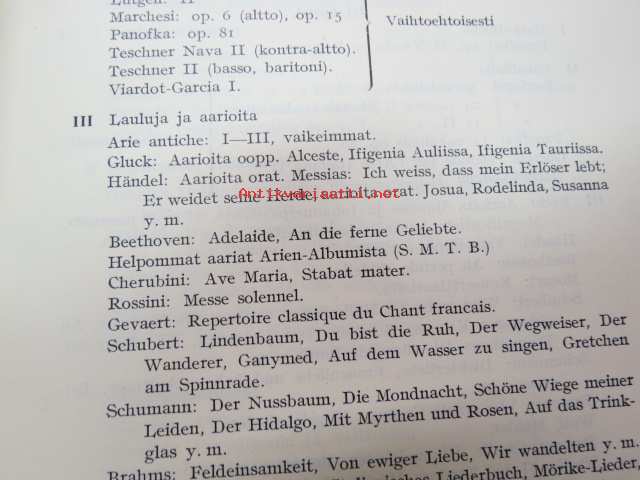 Lütgen: II
Marchesi: op. 6 (altto), op. 15
Panofka: op. 81
Vaihtoehtoisesti
Teschner Nava II (kontra-altto).
Teschner II (basso, baritoni).
Viardot-Garcia I.
III Lauluja ja aarioita
Arie antiche: I—III, vaikeimmat.
Gluck: Aarioita oopp. Alceste, Ifigenia Auliissa, Ifigenia Tauriissa.
Händel: Aarioita orat. Messias: Ich weiss, dass mein Erlöser lebt;
Er weidet seine Herde, aarioita orat. Josua, Rodelinda, Susanna
y. m.
Beethoven: Adelaide, An die ferne Geliebte.
Helpommat aariat Arien-Albumista (S. M. T. B.)
Cherubini: Ave Maria, Stabat mater.
Rossini: Messe solennel.
Gevaert: Repertoire classique du Chant francais.
Schubert: Lindenbaum, Du bist die Ruh, Der Wegweiser, Der
Wanderer, Ganymed, Auf dem Wasser zu singen, Gretchen
am Spinnrade.
Schumann: Der Nussbaum, Die Mondnacht, Schöne Wiege meiner
Leiden, Der Hidalgo, Mit Myrthen und Rosen, Auf das Trink-
glas y. m.
Brahms: Feldeinsamkeit, Von ewiger Liebe, Wir wandelten y. m.
Liederbuch, Mörike-Lieder,